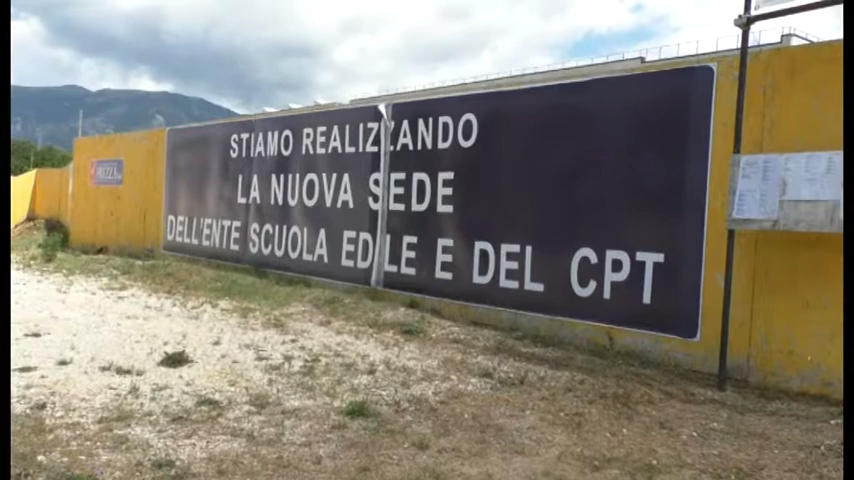 STIAMO REALIZZANDO
LA NUOVA SEDE
DELL'ENTE SCUOLA EDILE E DEL CPT